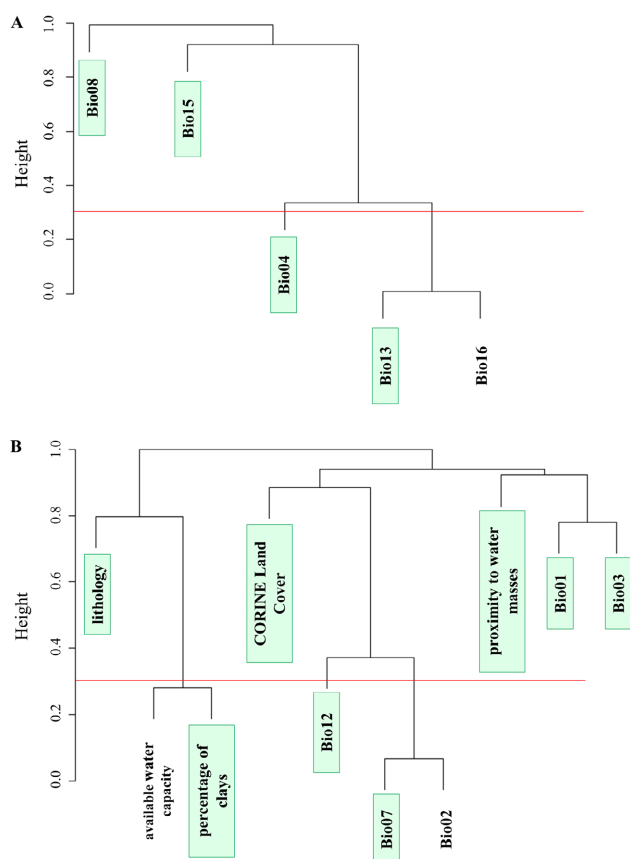 A
Height
1.0
0.8
0.6
0.4
0.2
0.0
Bio08
Bio15
Bio04
Bio13
Bio16
B
Height
1.0
0.8
0.6
0.4
0.2
0.0
lithology
available water
capacity
percentage of
clays
CORINE Land
Cover
Bio12
Bio07
Bio02
proximity to water
masses
Bio01
Bio03